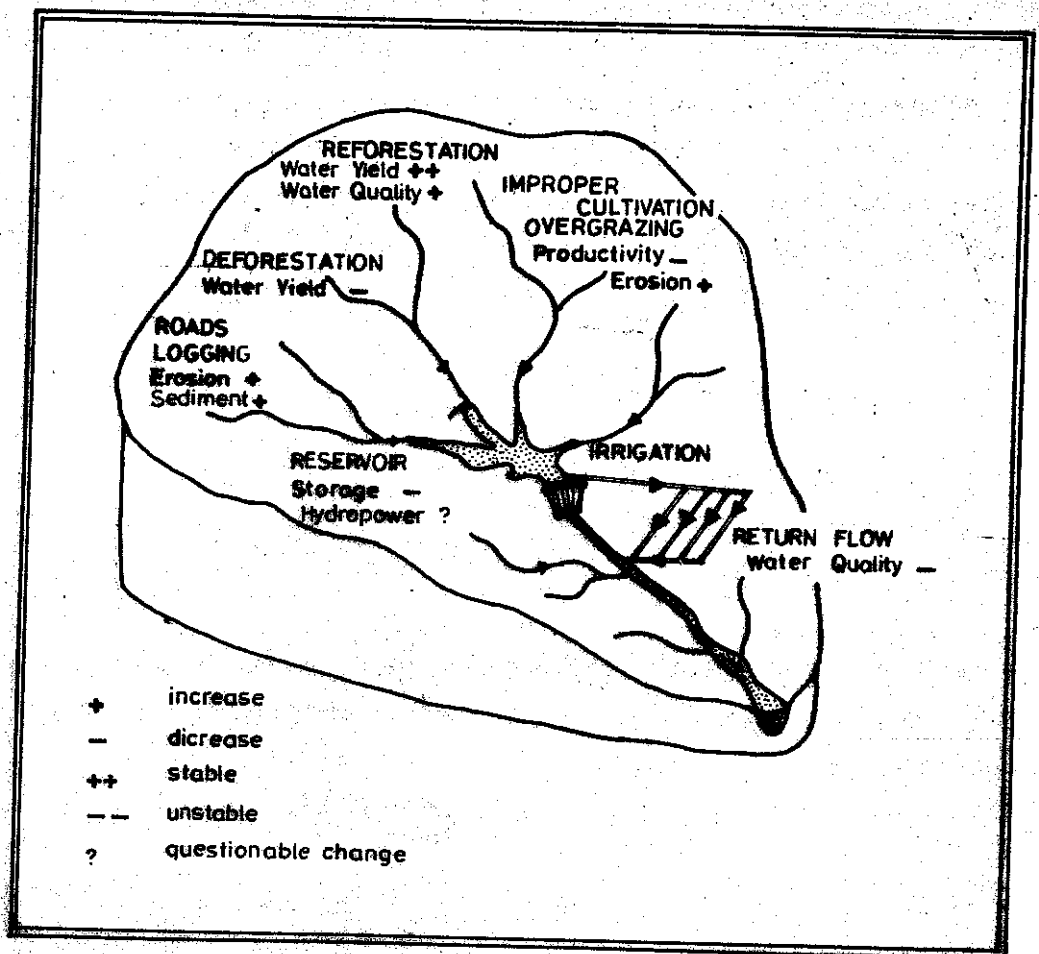 REFORESTATION
Water Yield ++
Water Quality +
IMPROPER
CULTIVATION
OVERGRAZING
Productivity -
Erosion +
DEFORESTATION
Water Yield -
ROADS
LOGGING
Erosion +
Sediment +
RESERVOIR
Storage -
Hydropower ?
IRRIGATION
RETURN FLOW
Water Quality -
+ increase
- dicrease
++ stable
-- unstable
? questionable change